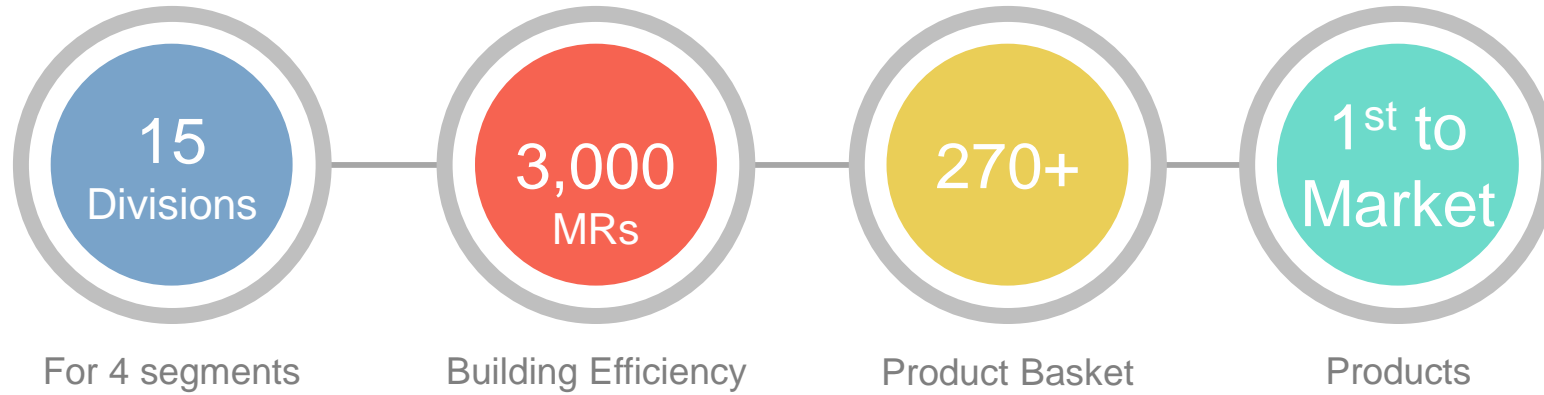 15
Divisions
For 4 segments
3,000
MRs
Building Efficiency
270+
Product Basket
1st to
Market
Products